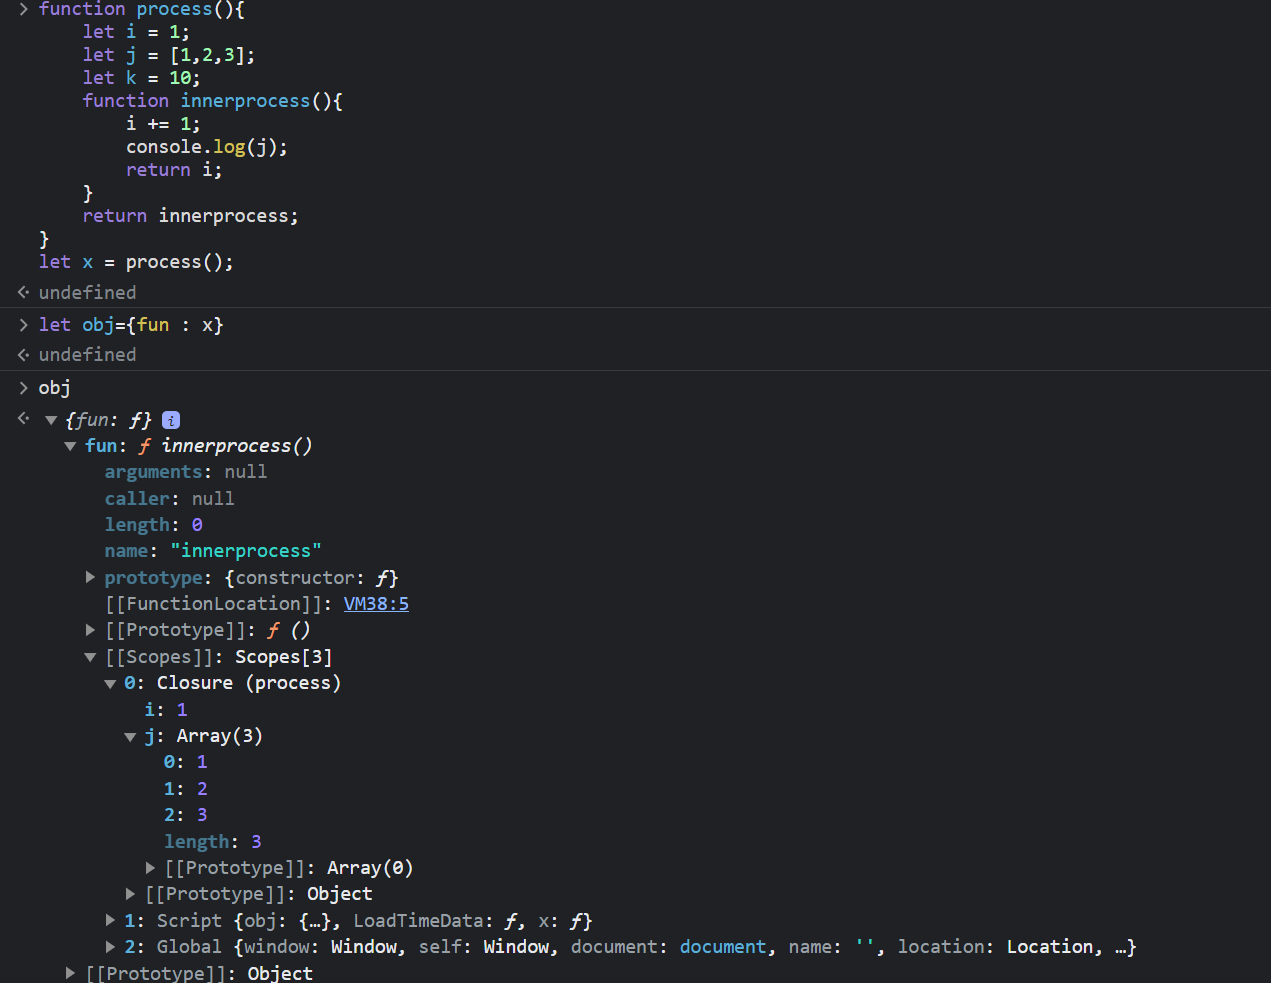 function process(){
let i = 1;
let j = [1,2,3];
let k = 10;
function innerprocess(){
i += 1;
console.log(j);
return i;
}
return innerprocess;
}
let x = process();
undefined
let obj={fun : x}
undefined
obj
{fun: ƒ} i
fun: ƒ innerprocess()
arguments: null
caller: null
length: 0
name: "innerprocess"
prototype: {constructor: ƒ}
[[FunctionLocation]]: VM38:5
[[Prototype]]: ƒ ()
[[Scopes]]: Scopes[3]
0: Closure (process)
i: 1
j: Array(3)
0: 1
1: 2
2: 3
length: 3
[[Prototype]]: Array(0)
[[Prototype]]: Object
1: Script {obj: {…}, LoadTimeData: ƒ, x: ƒ}
2: Global {window: Window, self: Window, document: document, name: '', location: Location, …}
[[Prototype]]: Object